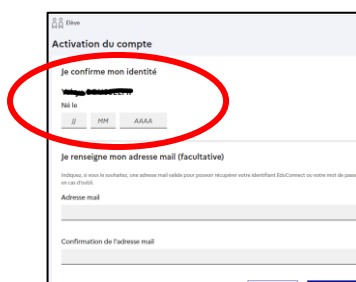 Elève
Activation du compte
Je confirme mon identité
Né le
JJ MM AAAA
Je renseigne mon adresse mail (facultative)
Indiquez, si vous le souhaitez, une adresse mail valide pour pouvoir récupérer votre identifiant EduConnect ou votre mot de passe
en cas d'oubli.
Adresse mail
Confirmation de l'adresse mail